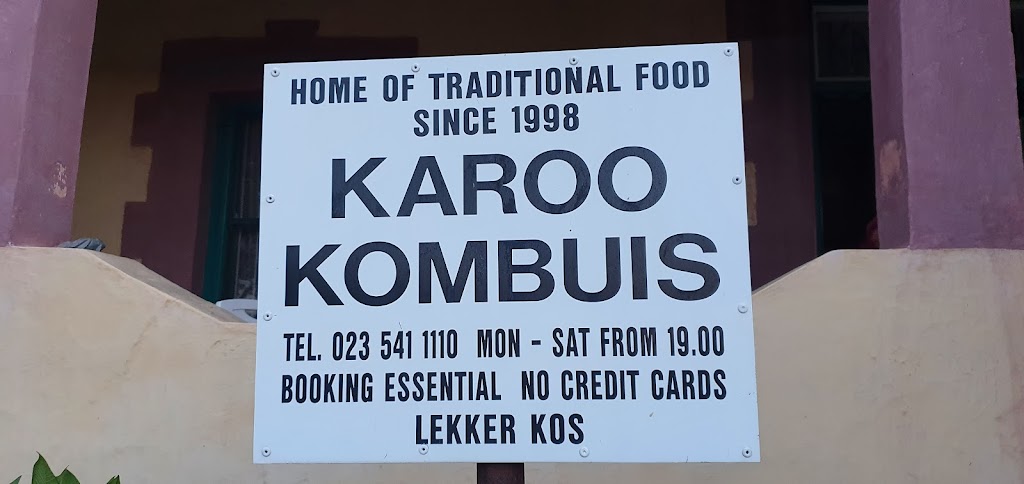 HOME OF TRADITIONAL FOOD
SINCE 1998
KAROO
KOMBUIS
TEL. 023 541 1110 MON - SAT FROM 19.00
BOOKING ESSENTIAL NO CREDIT CARDS
LEKKER KOS